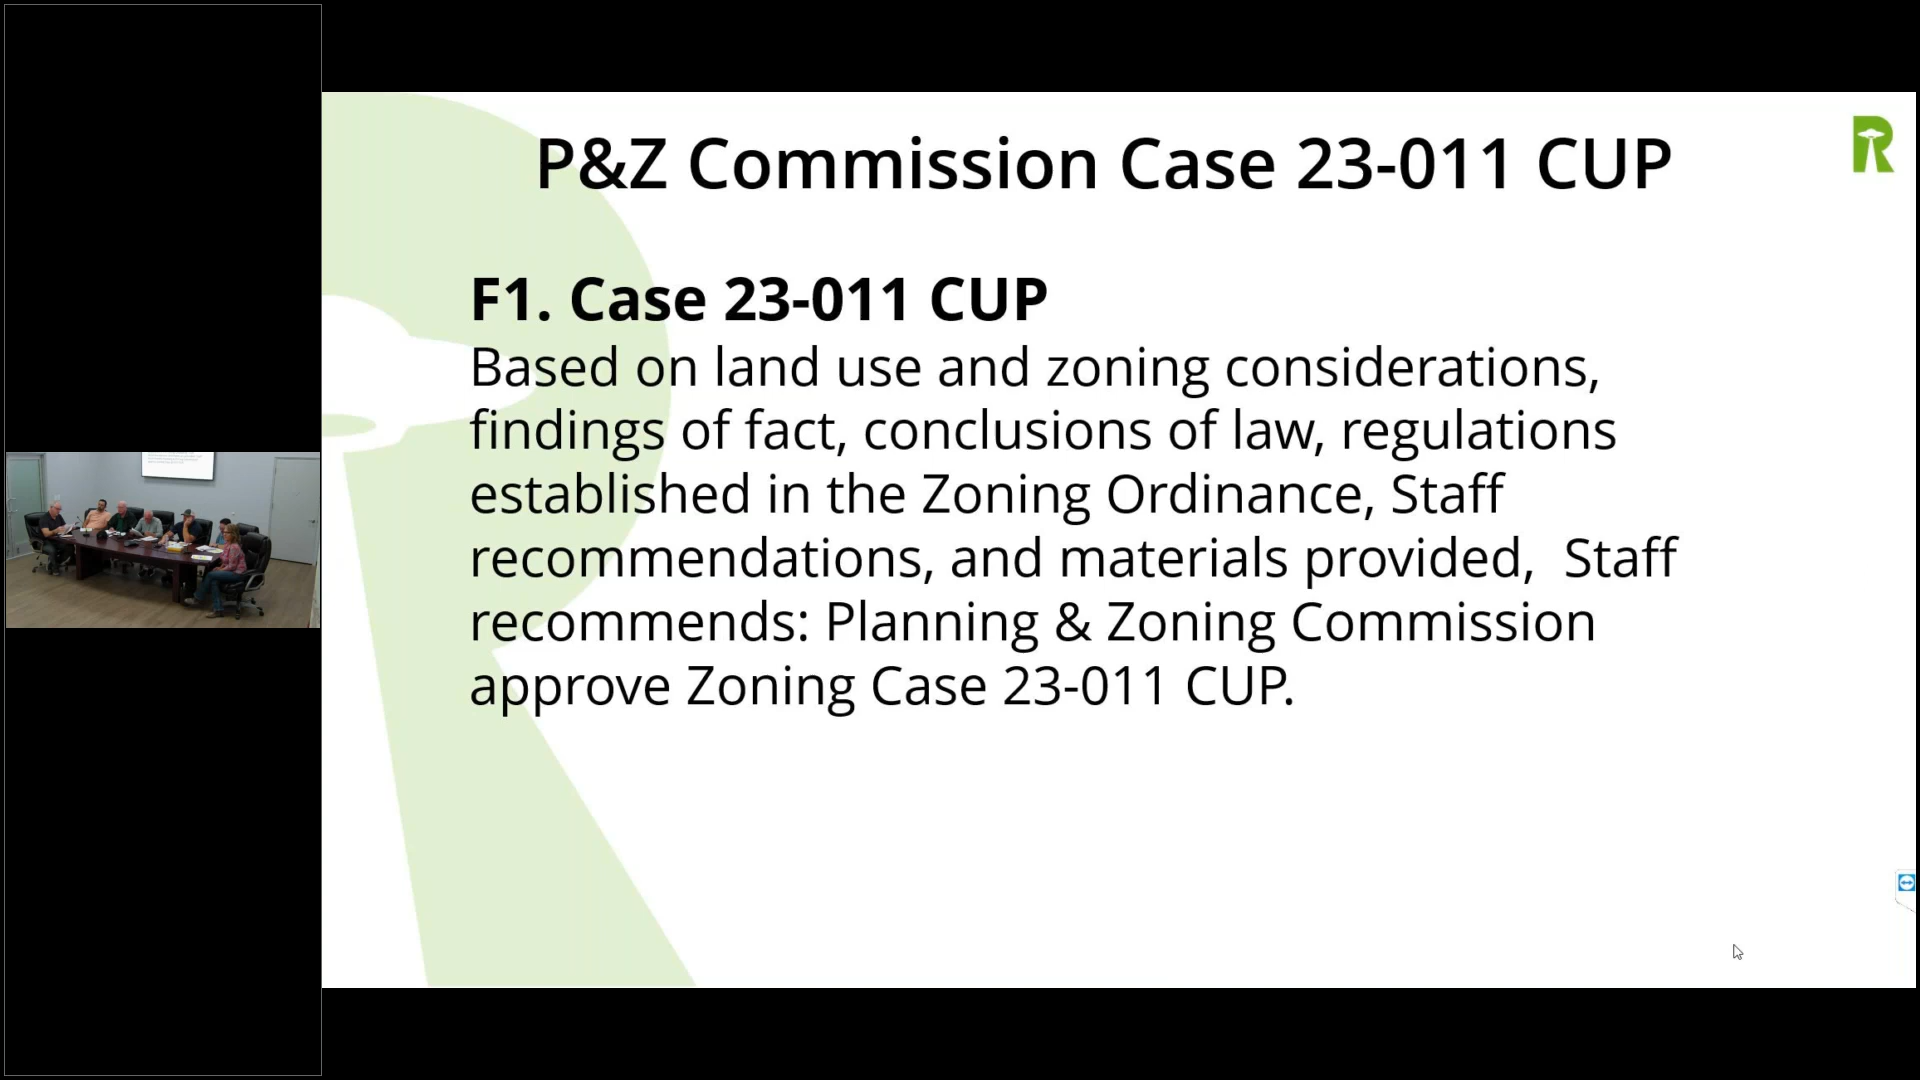 P&Z Commission Case 23-011 CUP
R
F1. Case 23-011 CUP
Based on land use and zoning considerations,
findings of fact, conclusions of law, regulations
established in the Zoning Ordinance, Staff
recommendations, and materials provided,  Staff
recommends: Planning & Zoning Commission
approve Zoning Case 23-011 CUP.